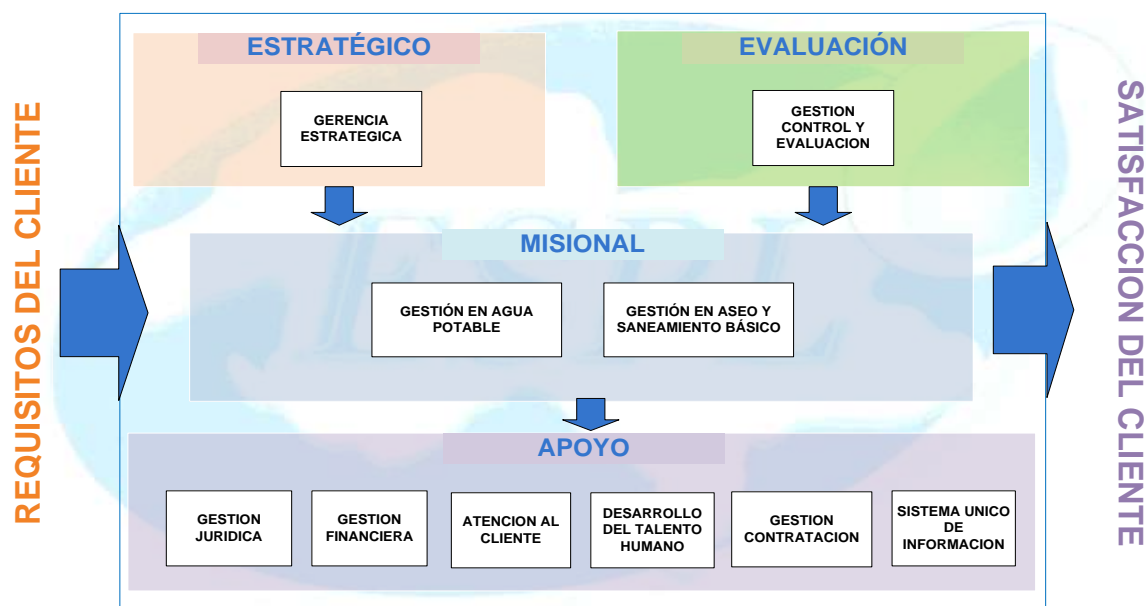 ESTRATÉGICO
EVALUACIÓN
GERENCIA
ESTRATEGICA
GESTION
CONTROL Y
EVALUACION
REQUISITOS DEL CLIENTE
SATISFACCION DEL CLIENTE
MISIONAL
GESTIÓN EN AGUA
POTABLE
GESTIÓN EN ASEO Y
SANEAMIENTO BÁSICO
APOYO
GESTION
JURIDICA
GESTION
FINANCIERA
ATENCION AL
CLIENTE
DESARROLLO
DEL TALENTO
HUMANO
GESTION
CONTRATACION
SISTEMA UNICO
DE
INFORMACION